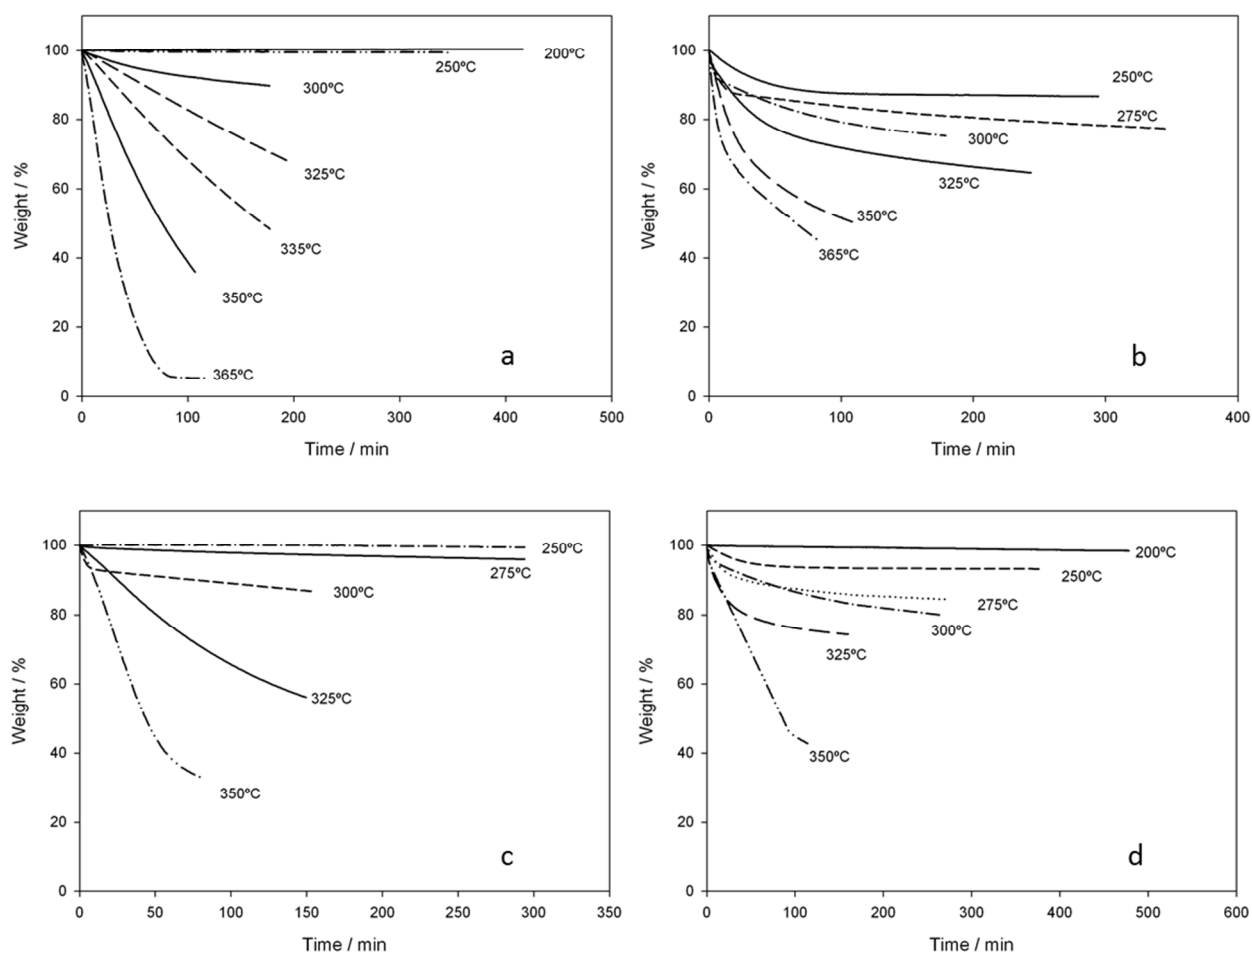 100
80
60
40
20
0
Weight / %
200ºC
250ºC
300ºC
325ºC
335ºC
350ºC
365ºC
a
0 100 200 300 400 500
Time / min
100
80
60
40
20
0
Weight / %
250ºC
275ºC
300ºC
325ºC
350ºC
365ºC
b
0 100 200 300 400
Time / min
100
80
60
40
20
0
Weight / %
250ºC
275ºC
300ºC
325ºC
350ºC
c
0 50 100 150 200 250 300 350
Time / min
100
80
60
40
20
0
Weight / %
200ºC
250ºC
275ºC
300ºC
325ºC
350ºC
d
0 100 200 300 400 500 600
Time / min